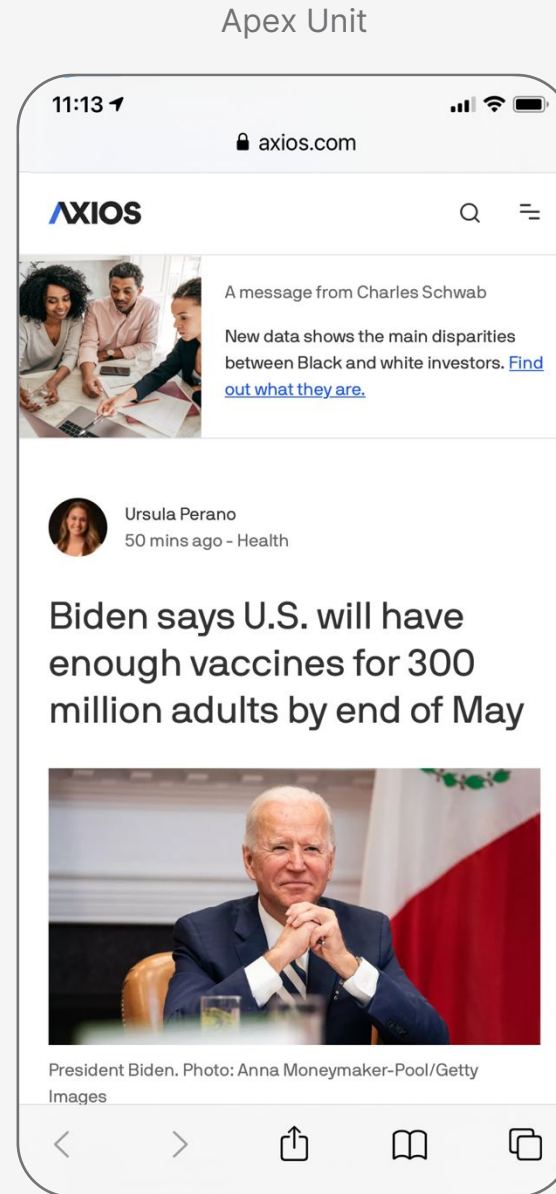 Apex Unit
11:13
axios.com
AXIOS
A message from Charles Schwab
New data shows the main disparities
between Black and white investors. Find
out what they are.
Ursula Perano
50 mins ago - Health
Biden says U.S. will have
enough vaccines for 300
million adults by end of May
President Biden. Photo: Anna Moneymaker-Pool/Getty
Images